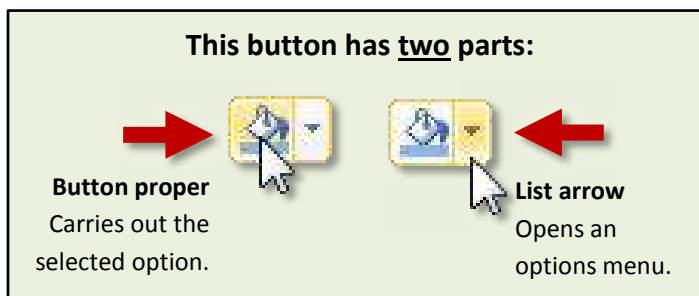 This button has two parts:
Button proper
Carries out the
selected option.
List arrow
Opens an
options menu.